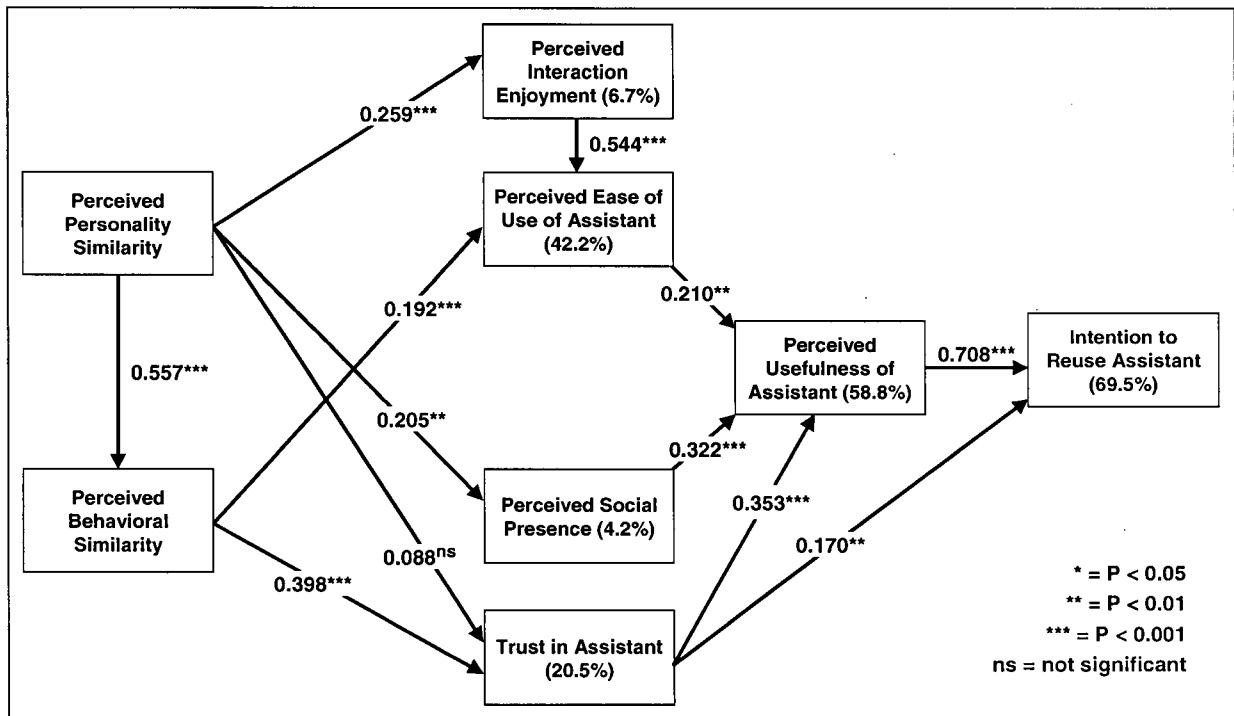 Perceived
Interaction
Enjoyment (6.7%)
0.259***
0.544***
Perceived
Personality
Similarity
Perceived Ease of
Use of Assistant
(42.2%)
0.192***
0.210**
0.557***
Perceived
Usefulness of
Assistant (58.8%)
0.708***
Intention to
Reuse Assistant
(69.5%)
0.205**
0.322***
Perceived
Behavioral
Similarity
Perceived Social
Presence (4.2%)
0.353***
0.170**
0.088ns
0.398***
Trust in Assistant
(20.5%)
* = P < 0.05
** = P < 0.01
*** = P < 0.001
ns = not significant